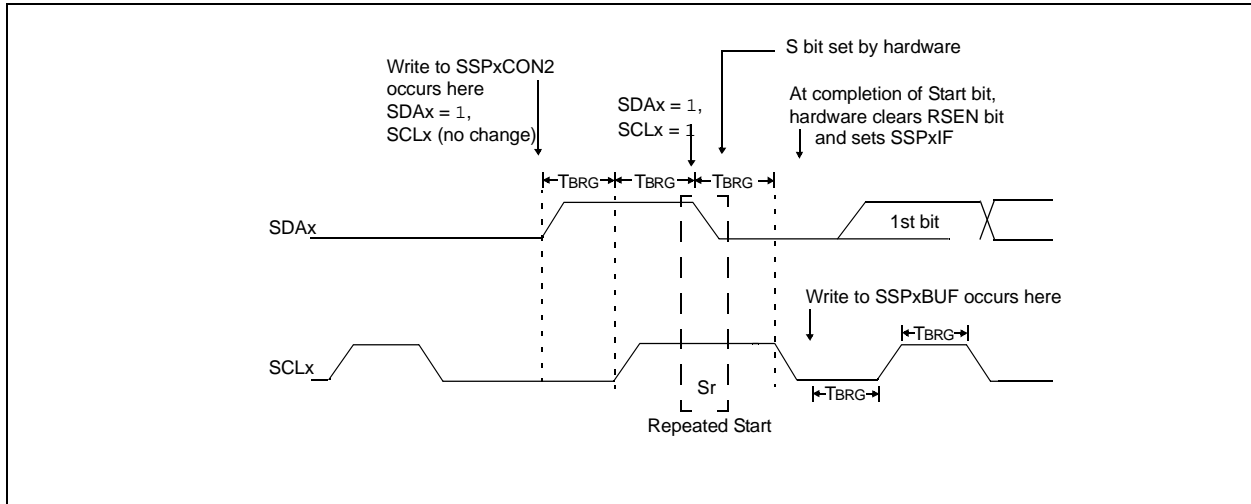 S bit set by hardware
Write to SSPxCON2
occurs here
SDAx = 1,
SCLx (no change)
SDAx = 1,
SCLx = 1
At completion of Start bit,
hardware clears RSEN bit
and sets SSPxIF
TBRG
TBRG
TBRG
SDAx
1st bit
Write to SSPxBUF occurs here
TBRG
SCLx
Sr
TBRG
Repeated Start